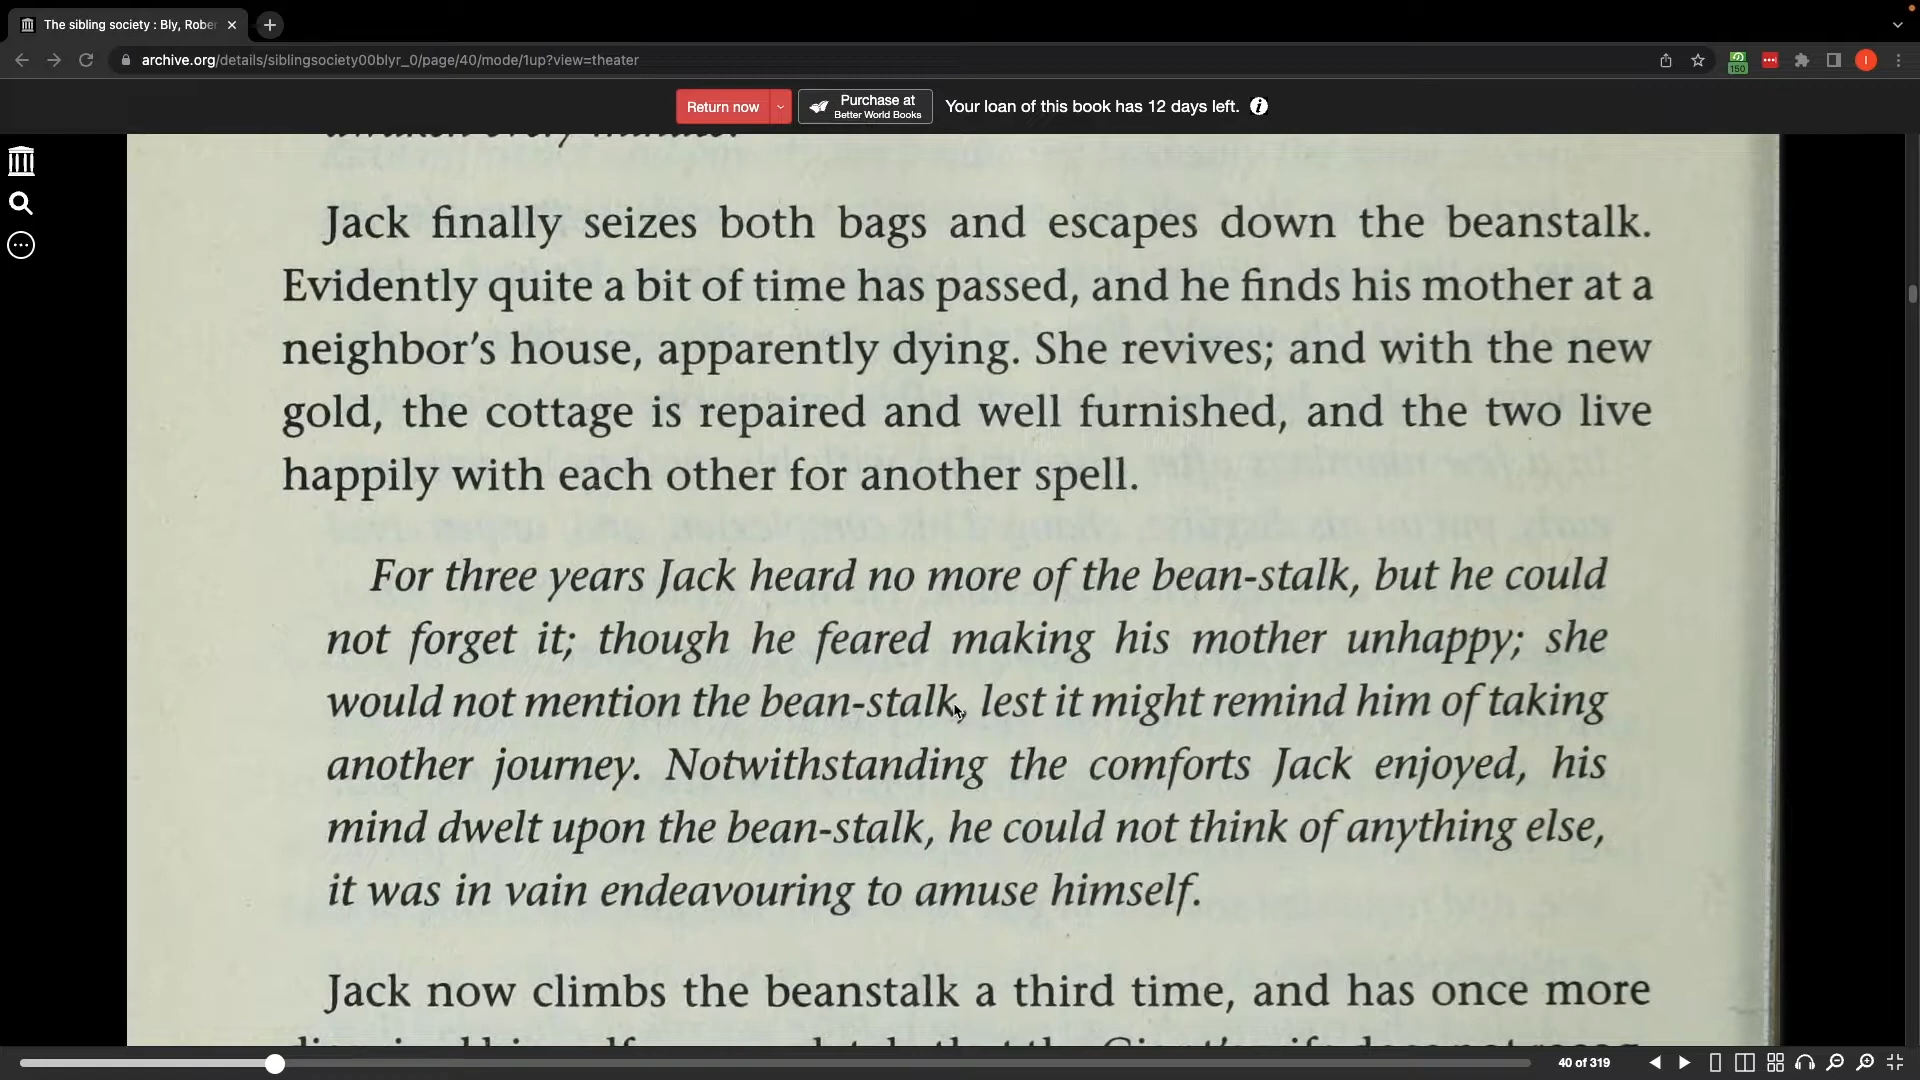 The sibling society : Bly, Rober
archive.org/details/siblingsociety00blyr_0/page/40/mode/1up?view=theater
150
I
Return now
Purchase at
Better World Books
Your loan of this book has 12 days left.
awaken every minute.
Jack finally seizes both bags and escapes down the beanstalk.
Evidently quite a bit of time has passed, and he finds his mother at a
neighbor's house, apparently dying. She revives; and with the new
gold, the cottage is repaired and well furnished, and the two live
happily with each other for another spell.
For three years Jack heard no more of the bean-stalk, but he could
not forget it; though he feared making his mother unhappy; she
would not mention the bean-stalk, lest it might remind him of taking
another journey. Notwithstanding the comforts Jack enjoyed, his
mind dwelt upon the bean-stalk, he could not think of anything else,
it was in vain endeavouring to amuse himself.
Jack now climbs the beanstalk a third time, and has once more
40 of 319